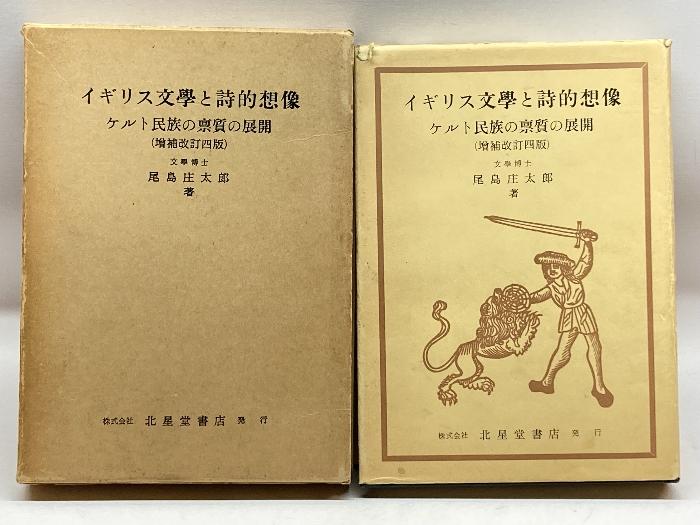 イギリス文學と詩的想像
ケルト民族の稟質の展開
(増補改訂四版)
文學博士
尾島庄太郎
著
株式会社 北星堂書店 発行
イギリス文學と詩的想像
ケルト民族の稟質の展開
(増補改訂四版)
文學博士
尾島庄太郎
著
株式会社 北星堂書店 発行